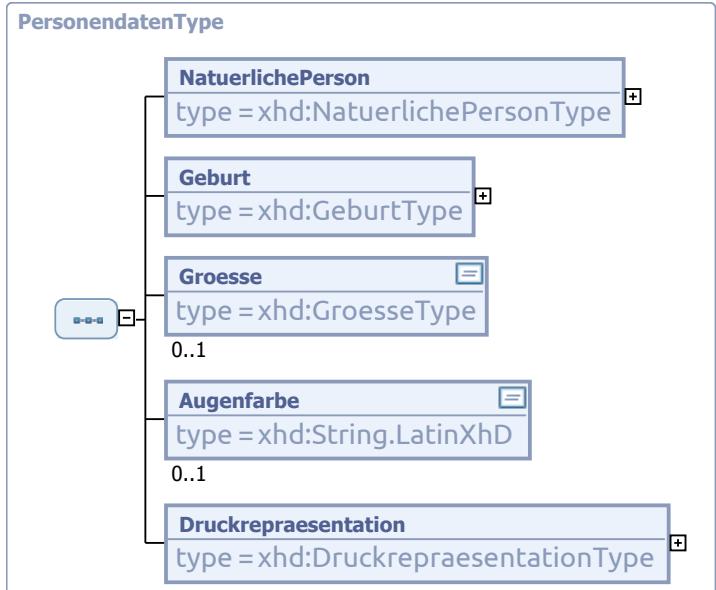 PersonendatenType
NatuerlichePerson
type = xhd:NatuerlichePersonType
Geburt
type = xhd:GeburtType
Groesse
type = xhd:GroesseType
0..1
Augenfarbe
type = xhd:String.LatinXhD
0..1
Druckrepraesentation
type = xhd:DruckrepraesentationType